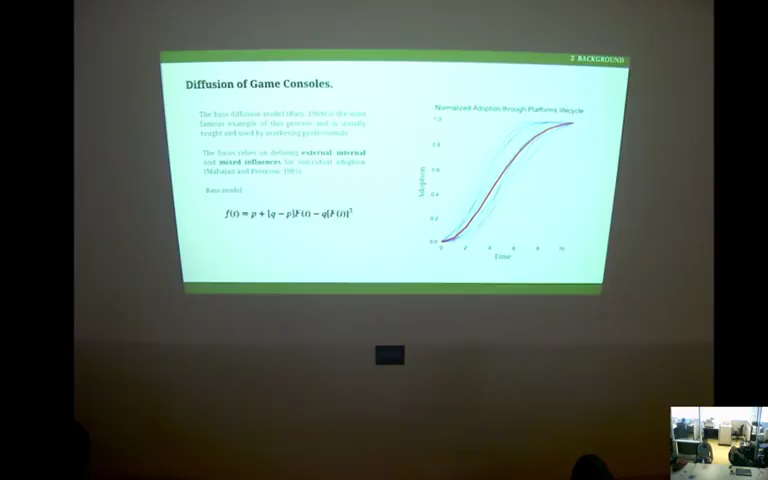 2 BACKGROUND
Diffusion of Game Consoles.
The bass diffusion model (Bass, 1969) is the most
famous example of this process and is usually
taught and used by marketing professionals.
The focus relies on defining external, internal
and mixed influences for individual adoption
(Mahajan and Peterson, 1985).
Bass model
f(t) = p + [q − p]F(t) − q[F(t)]²
Normalized Adoption through Platforms lifecycle
1.0
0.8
0.6
0.4
0.2
0.0
Adoption
0 2 4 6 8 10
Time